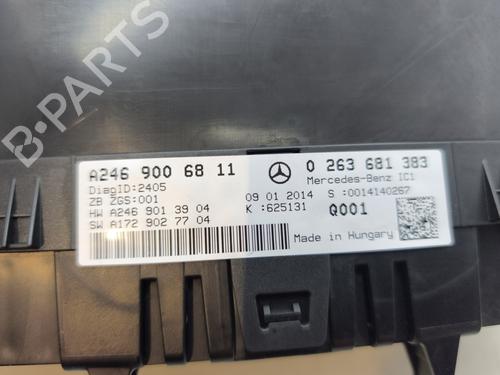 B-PARTS
A246 900 68 11
0 263 681 383
DiagID:2405
Mercedes-Benz IC1
ZB ZGS:001
09 01 2014
S :0014140267
HW A246 901 39 04
K :625131
Q001
SW A172 902 77 04
Made in Hungary